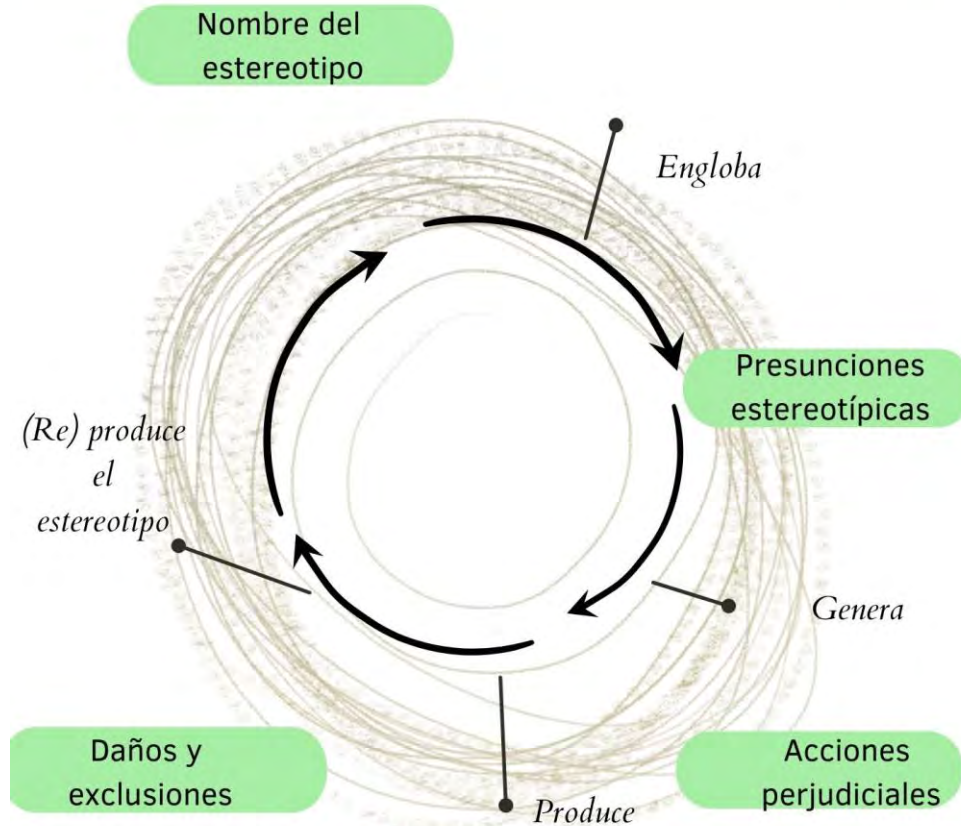 Nombre del
estereotipo
Engloba
Presunciones
estereotípicas
(Re) produce
el
estereotipo
Genera
Daños y
exclusiones
Acciones
perjudiciales
Produce